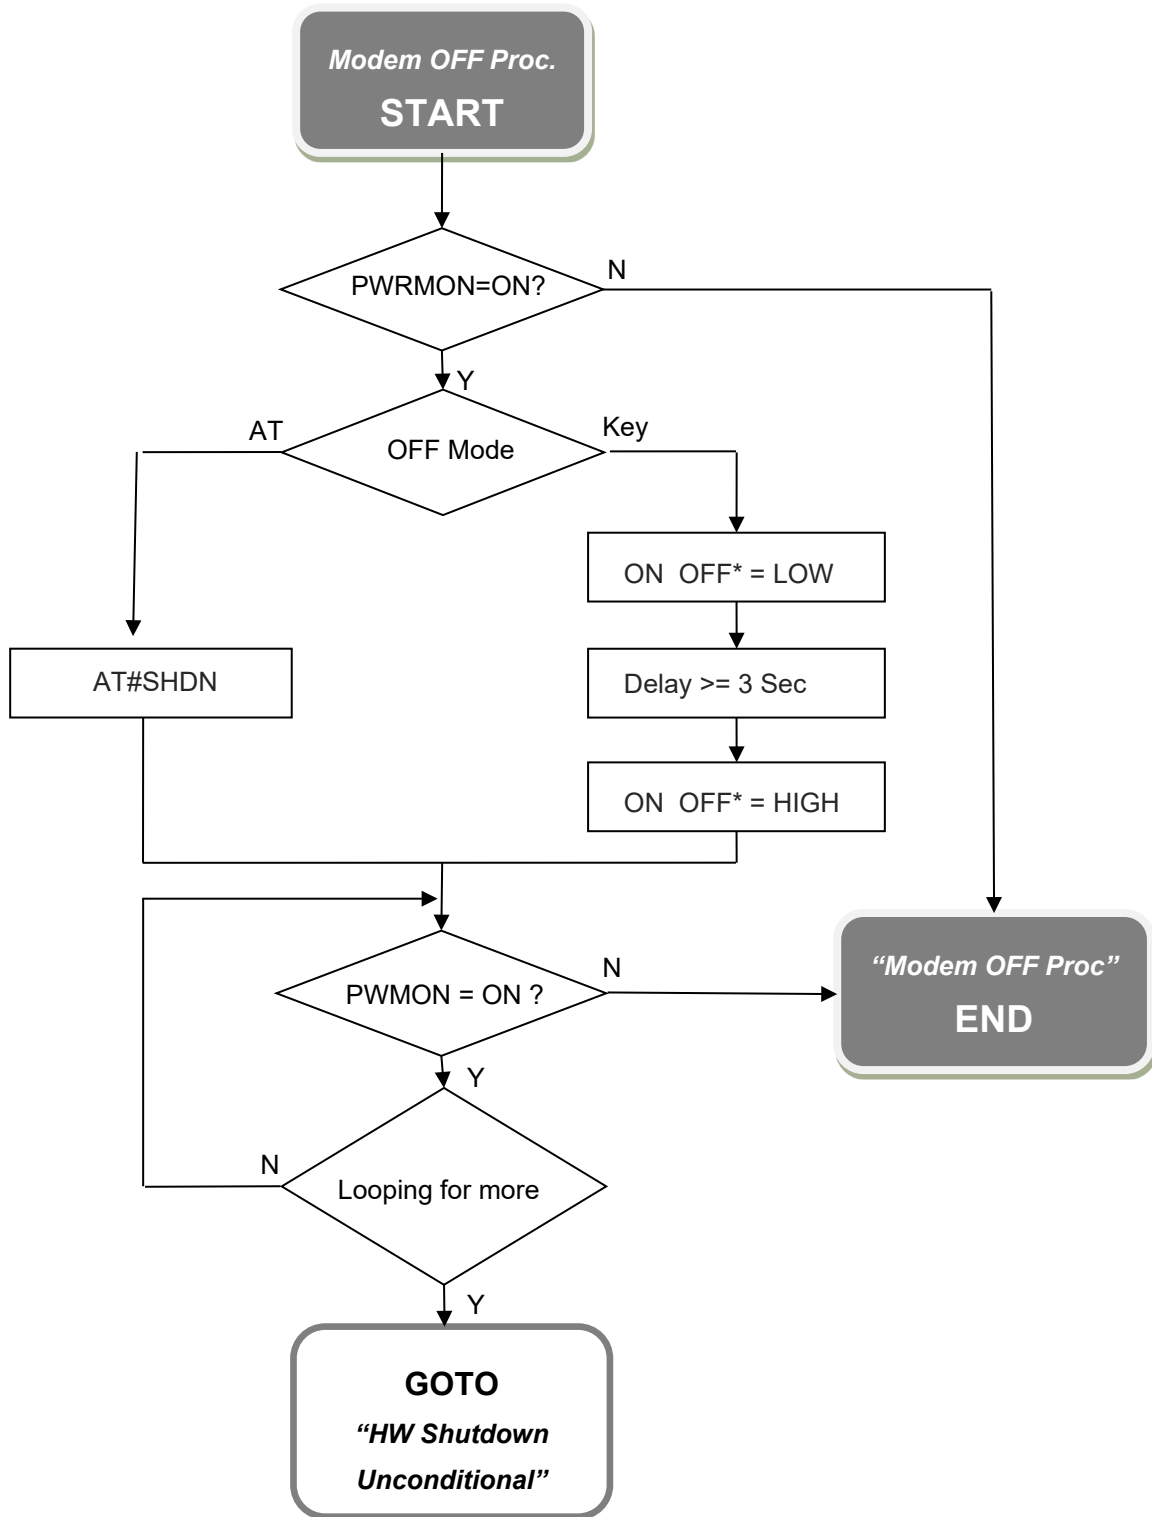 Modem OFF Proc.
START
PWRMON=ON?
N
Y
OFF Mode
AT
Key
ON OFF* = LOW
AT#SHDN
Delay >= 3 Sec
ON OFF* = HIGH
PWMON = ON ?
N
“Modem OFF Proc”
END
Y
Looping for more
N
Y
GOTO
“HW Shutdown
Unconditional”